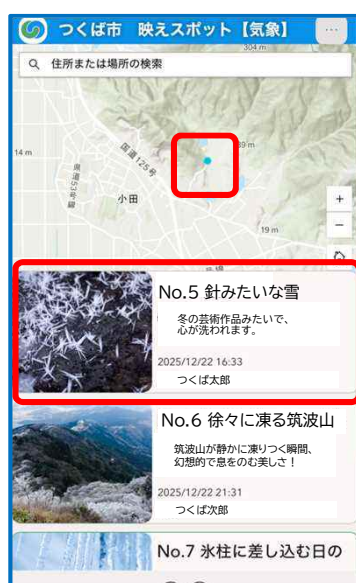 つくば市 映えスポット【気象】
…
304 m
住所または場所の検索
14 m
国道125号
39 m
県道53号線
小田
19 m
+
−
No.5 針みたいな雪
冬の芸術作品みたいで、
心が洗われます。
2025/12/22 16:33
つくば太郎
No.6 徐々に凍る筑波山
筑波山が静かに凍りつく瞬間、
幻想的で息をのむ美しさ！
2025/12/22 21:31
つくば次郎
No.7 氷柱に差し込む日の